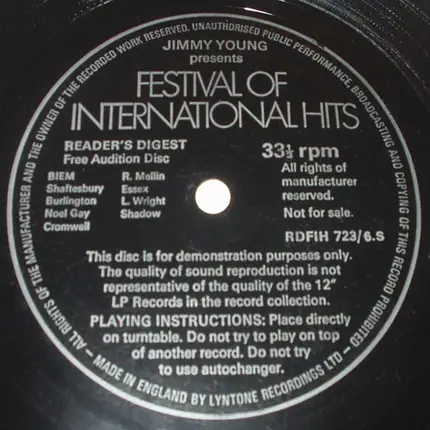 ALL RIGHTS OF THE MANUFACTURER AND THE OWNER OF THE RECORDED WORK RESERVED. UNAUTHORISED PUBLIC PERFORMANCE, BROADCASTING AND COPYING OF THIS RECORD PROHIBITED
JIMMY YOUNG
presents
FESTIVAL OF
INTERNATIONAL HITS
READER'S DIGEST
Free Audition Disc
33⅓ rpm
All rights of
manufacturer
reserved.
Not for sale.
BIEM R. Mellin
Shaftesbury Essex
Burlington L. Wright
Noel Gay Shadow
Cromwell
RDFIH 723/6.S
This disc is for demonstration purposes only.
The quality of sound reproduction is not
representative of the quality of the 12"
LP Records in the record collection.
PLAYING INSTRUCTIONS: Place directly
on turntable. Do not try to play on top
of another record. Do not try
to use autochanger.
– MADE IN ENGLAND BY LYNTONE RECORDINGS LTD –